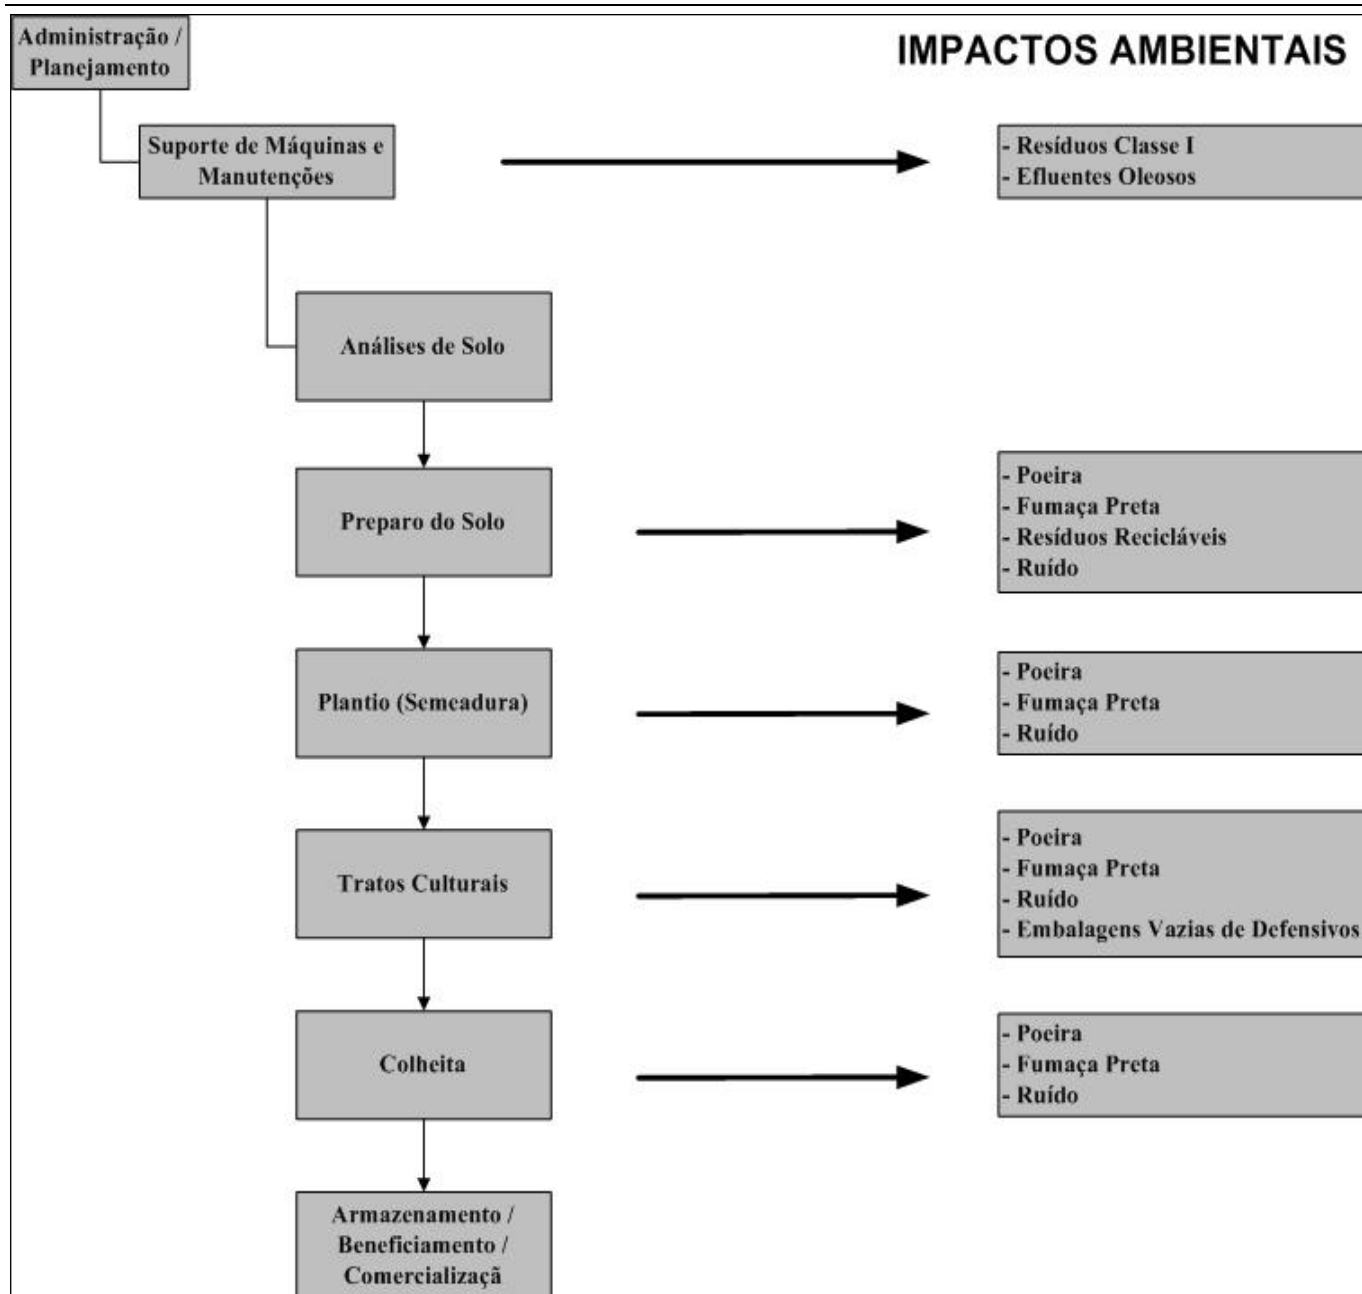 Administração /
Planejamento
IMPACTOS AMBIENTAIS
Suporte de Máquinas e
Manutenções
- Resíduos Classe I
- Efluentes Oleosos
Análises de Solo
Preparo do Solo
- Poeira
- Fumaça Preta
- Resíduos Recicláveis
- Ruído
Plantio (Semeadura)
- Poeira
- Fumaça Preta
- Ruído
Tratos Culturais
- Poeira
- Fumaça Preta
- Ruído
- Embalagens Vazias de Defensivos
Colheita
- Poeira
- Fumaça Preta
- Ruído
Armazenamento /
Beneficiamento /
Comercializaçã